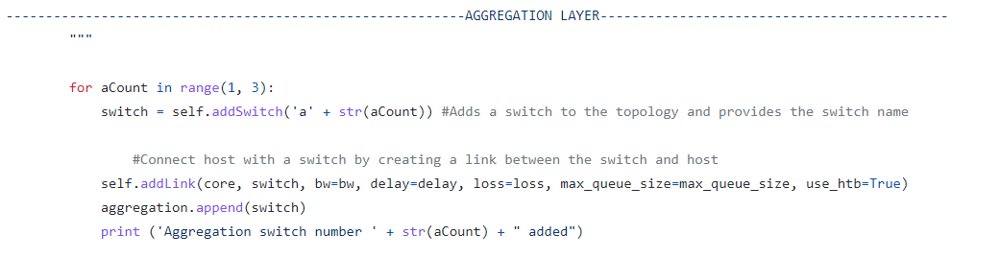 ----------------------------------------------------------AGGREGATION LAYER--------------------------------------------
"""
for aCount in range(1, 3):
switch = self.addSwitch('a' + str(aCount)) #Adds a switch to the topology and provides the switch name
#Connect host with a switch by creating a link between the switch and host
self.addLink(core, switch, bw=bw, delay=delay, loss=loss, max_queue_size=max_queue_size, use_htb=True)
aggregation.append(switch)
print ('Aggregation switch number ' + str(aCount) + " added")